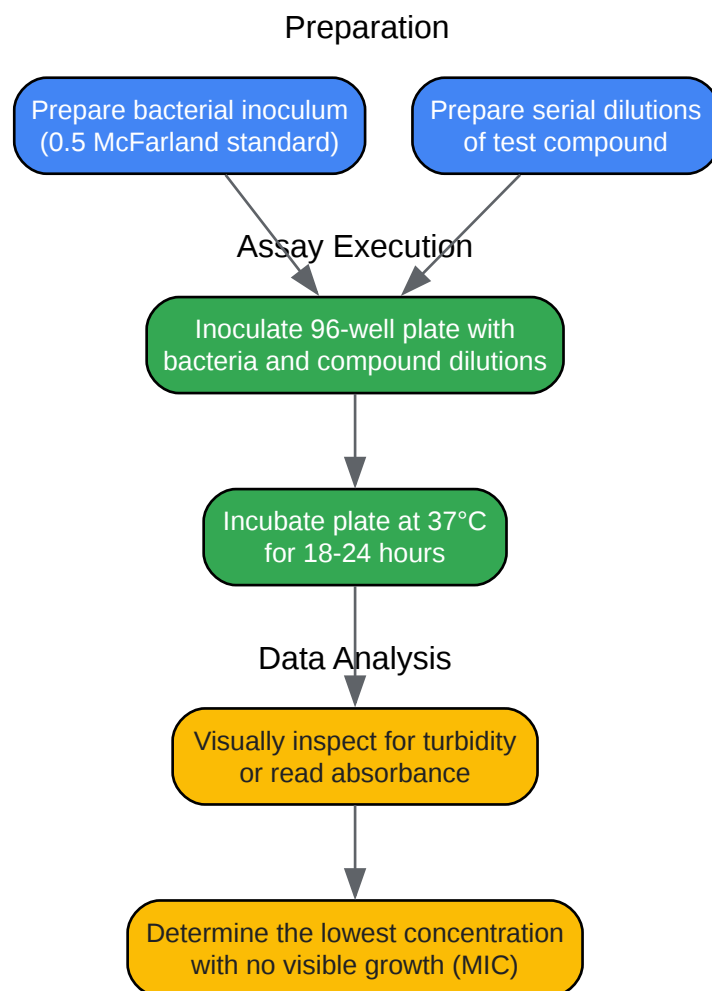 Preparation
Prepare bacterial inoculum
(0.5 McFarland standard)
Prepare serial dilutions
of test compound
Assay Execution
Inoculate 96-well plate with
bacteria and compound dilutions
Incubate plate at 37°C
for 18-24 hours
Data Analysis
Visually inspect for turbidity
or read absorbance
Determine the lowest concentration
with no visible growth (MIC)